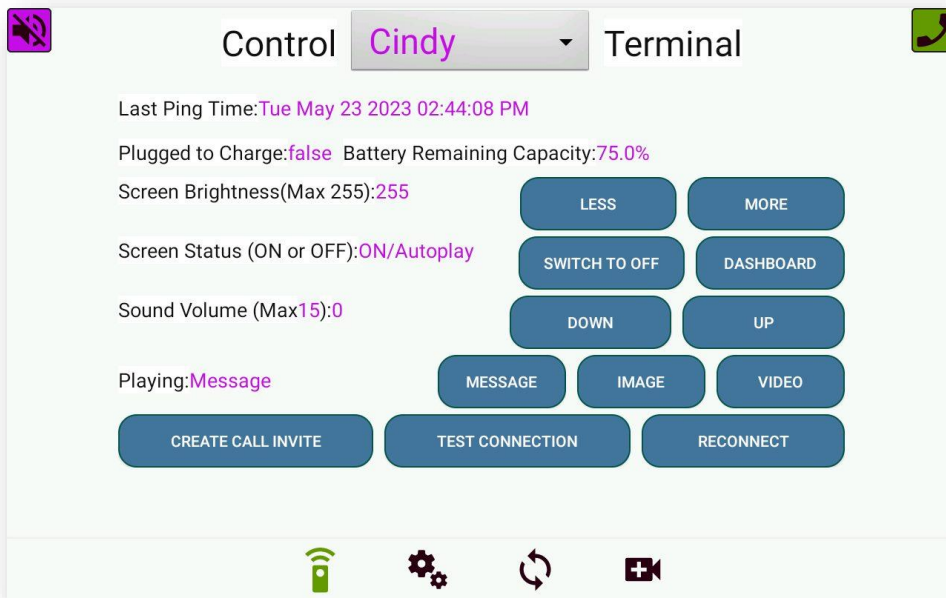 Control Cindy Terminal
Last Ping Time:Tue May 23 2023 02:44:08 PM
Plugged to Charge:false Battery Remaining Capacity:75.0%
Screen Brightness(Max 255):255 LESS MORE
Screen Status (ON or OFF):ON/Autoplay SWITCH TO OFF DASHBOARD
Sound Volume (Max15):0 DOWN UP
Playing:Message MESSAGE IMAGE VIDEO
CREATE CALL INVITE TEST CONNECTION RECONNECT